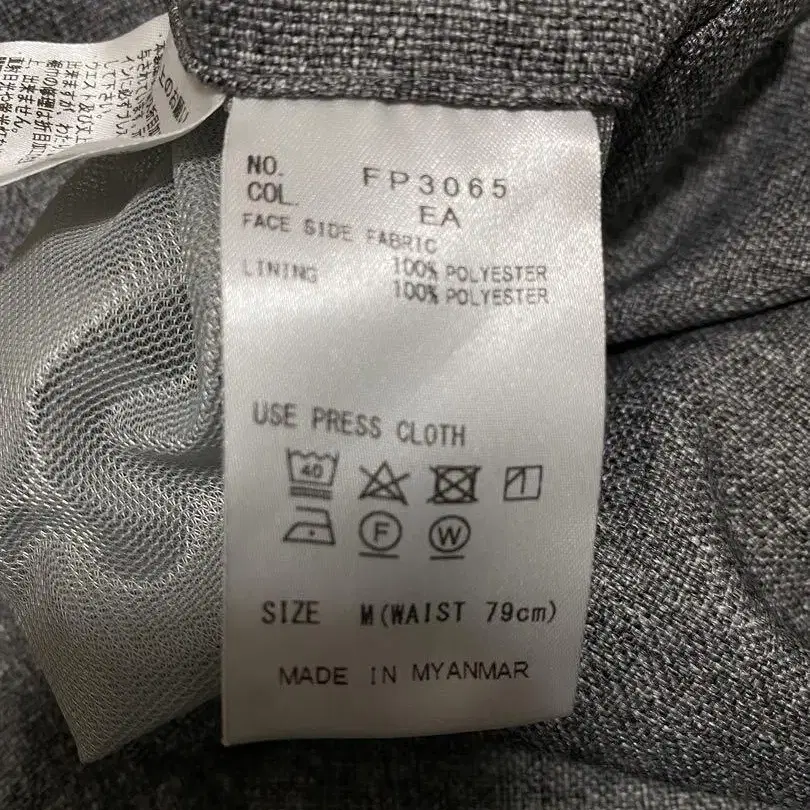 NO. FP3065
COL. EA
FACE SIDE FABRIC
100% POLYESTER
LINING 100% POLYESTER
USE PRESS CLOTH
40
F W
SIZE M(WAIST 79cm)
MADE IN MYANMAR